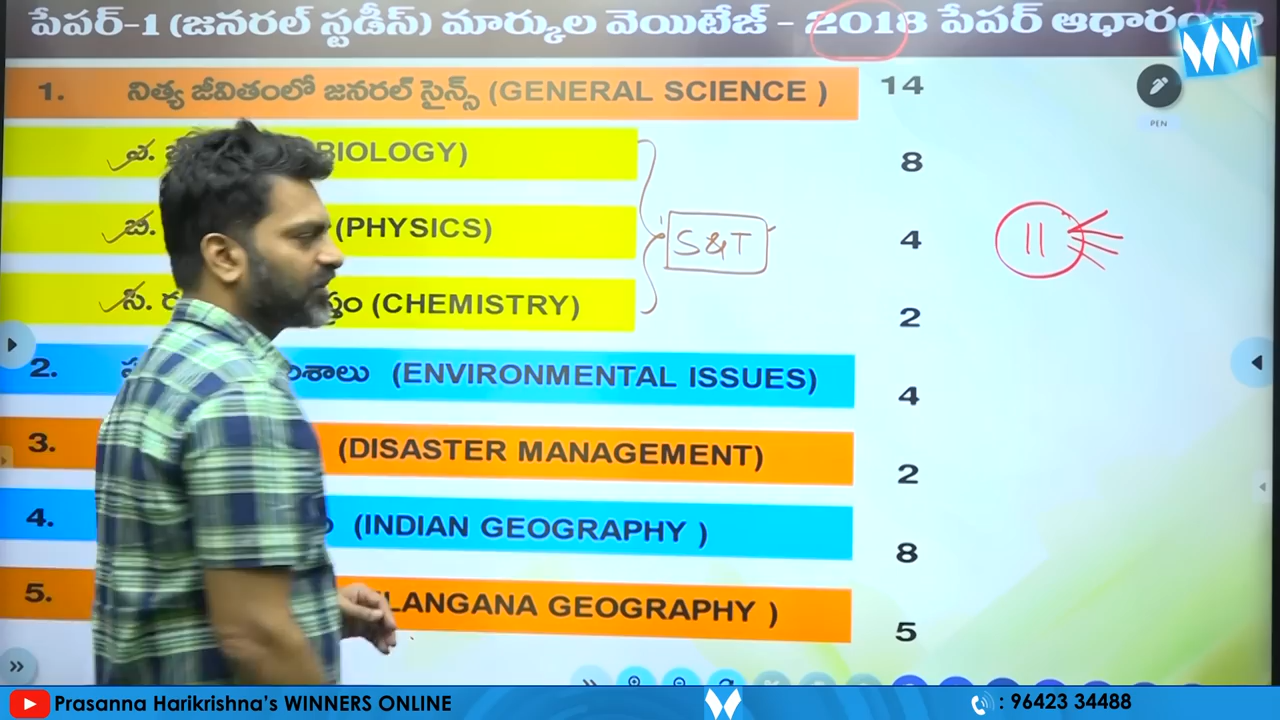 పేపర్-1 (జనరల్ స్టడీస్) మార్కుల వెయిటేజ్ - 2018 పేపర్
1. నిత్య జీవితంలో జనరల్ సైన్స్ (GENERAL SCIENCE ) 14
PEN
BIOLOGY) 8
బి. (PHYSICS) 4
S&T
11
సి. (CHEMISTRY) 2
2. (ENVIRONMENTAL ISSUES) 4
3. (DISASTER MANAGEMENT) 2
4. (INDIAN GEOGRAPHY ) 8
5. LANGANA GEOGRAPHY ) 5
Prasanna Harikrishna's WINNERS ONLINE : 96423 34488